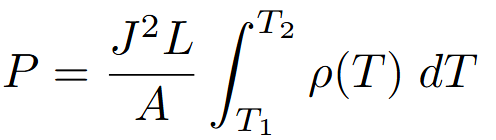 P = \frac{J^2 L}{A} \int_{T_1}^{T_2} \rho(T) \; dT